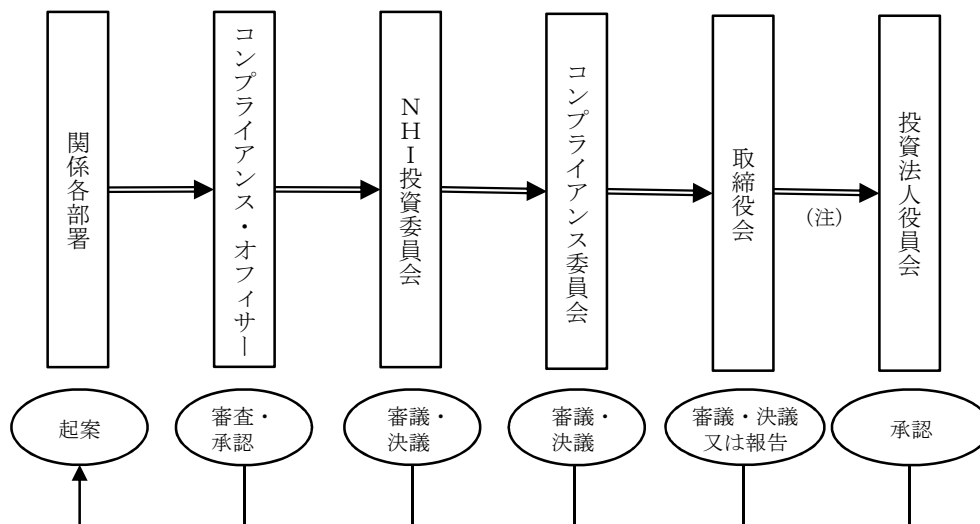 関係各部署
コンプライアンス・オフィサー
NHI投資委員会
コンプライアンス委員会
取締役会
(注)
投資法人役員会
起案
審査・
承認
審議・
決議
審議・
決議
審議・決議
又は報告
承認